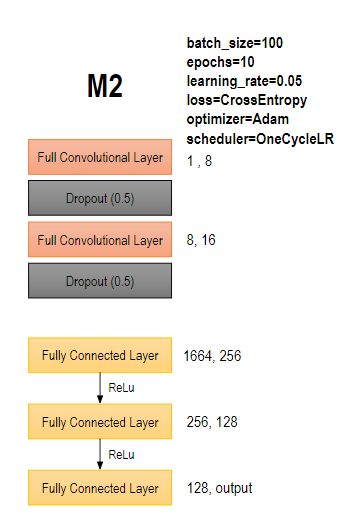 batch_size=100
epochs=10
M2
learning_rate=0.05
loss=CrossEntropy
optimizer=Adam
scheduler=OneCycleLR
Full Convolutional Layer
1 , 8
Dropout (0.5)
Full Convolutional Layer
8, 16
Dropout (0.5)
Fully Connected Layer
1664, 256
ReLu
Fully Connected Layer
256, 128
ReLu
Fully Connected Layer
128, output